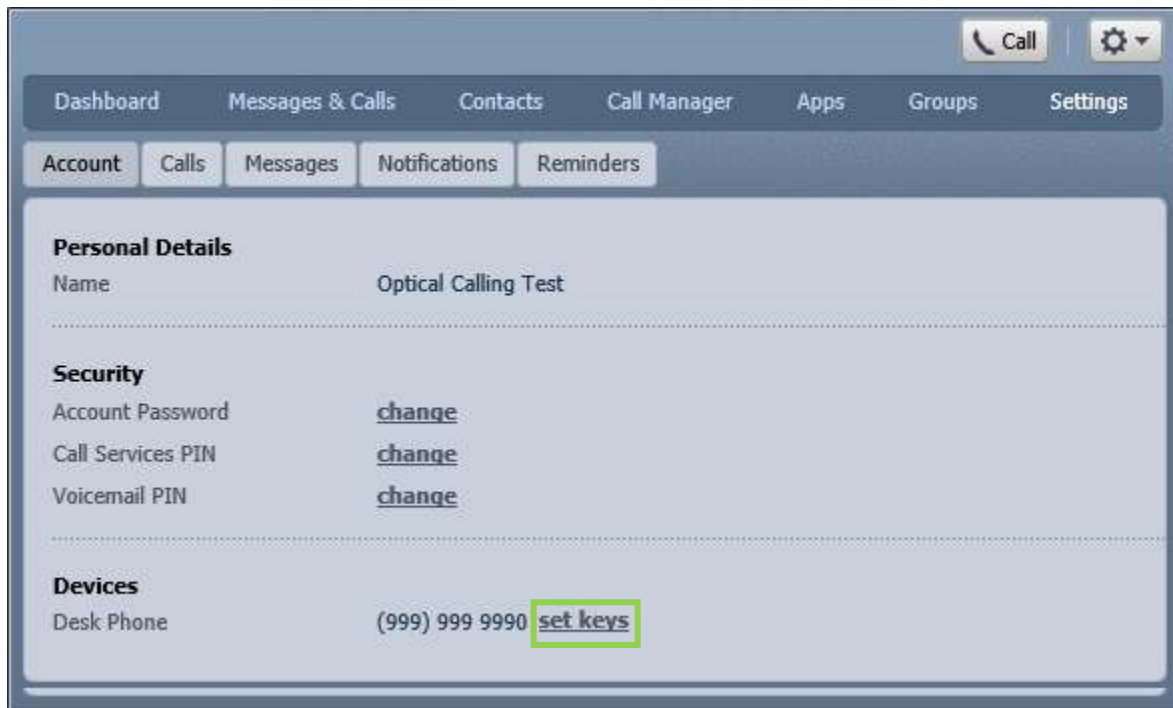 Call
Dashboard Messages & Calls Contacts Call Manager Apps Groups Settings
Account Calls Messages Notifications Reminders
Personal Details
Name Optical Calling Test
Security
Account Password change
Call Services PIN change
Voicemail PIN change
Devices
Desk Phone (999) 999 9990 set keys